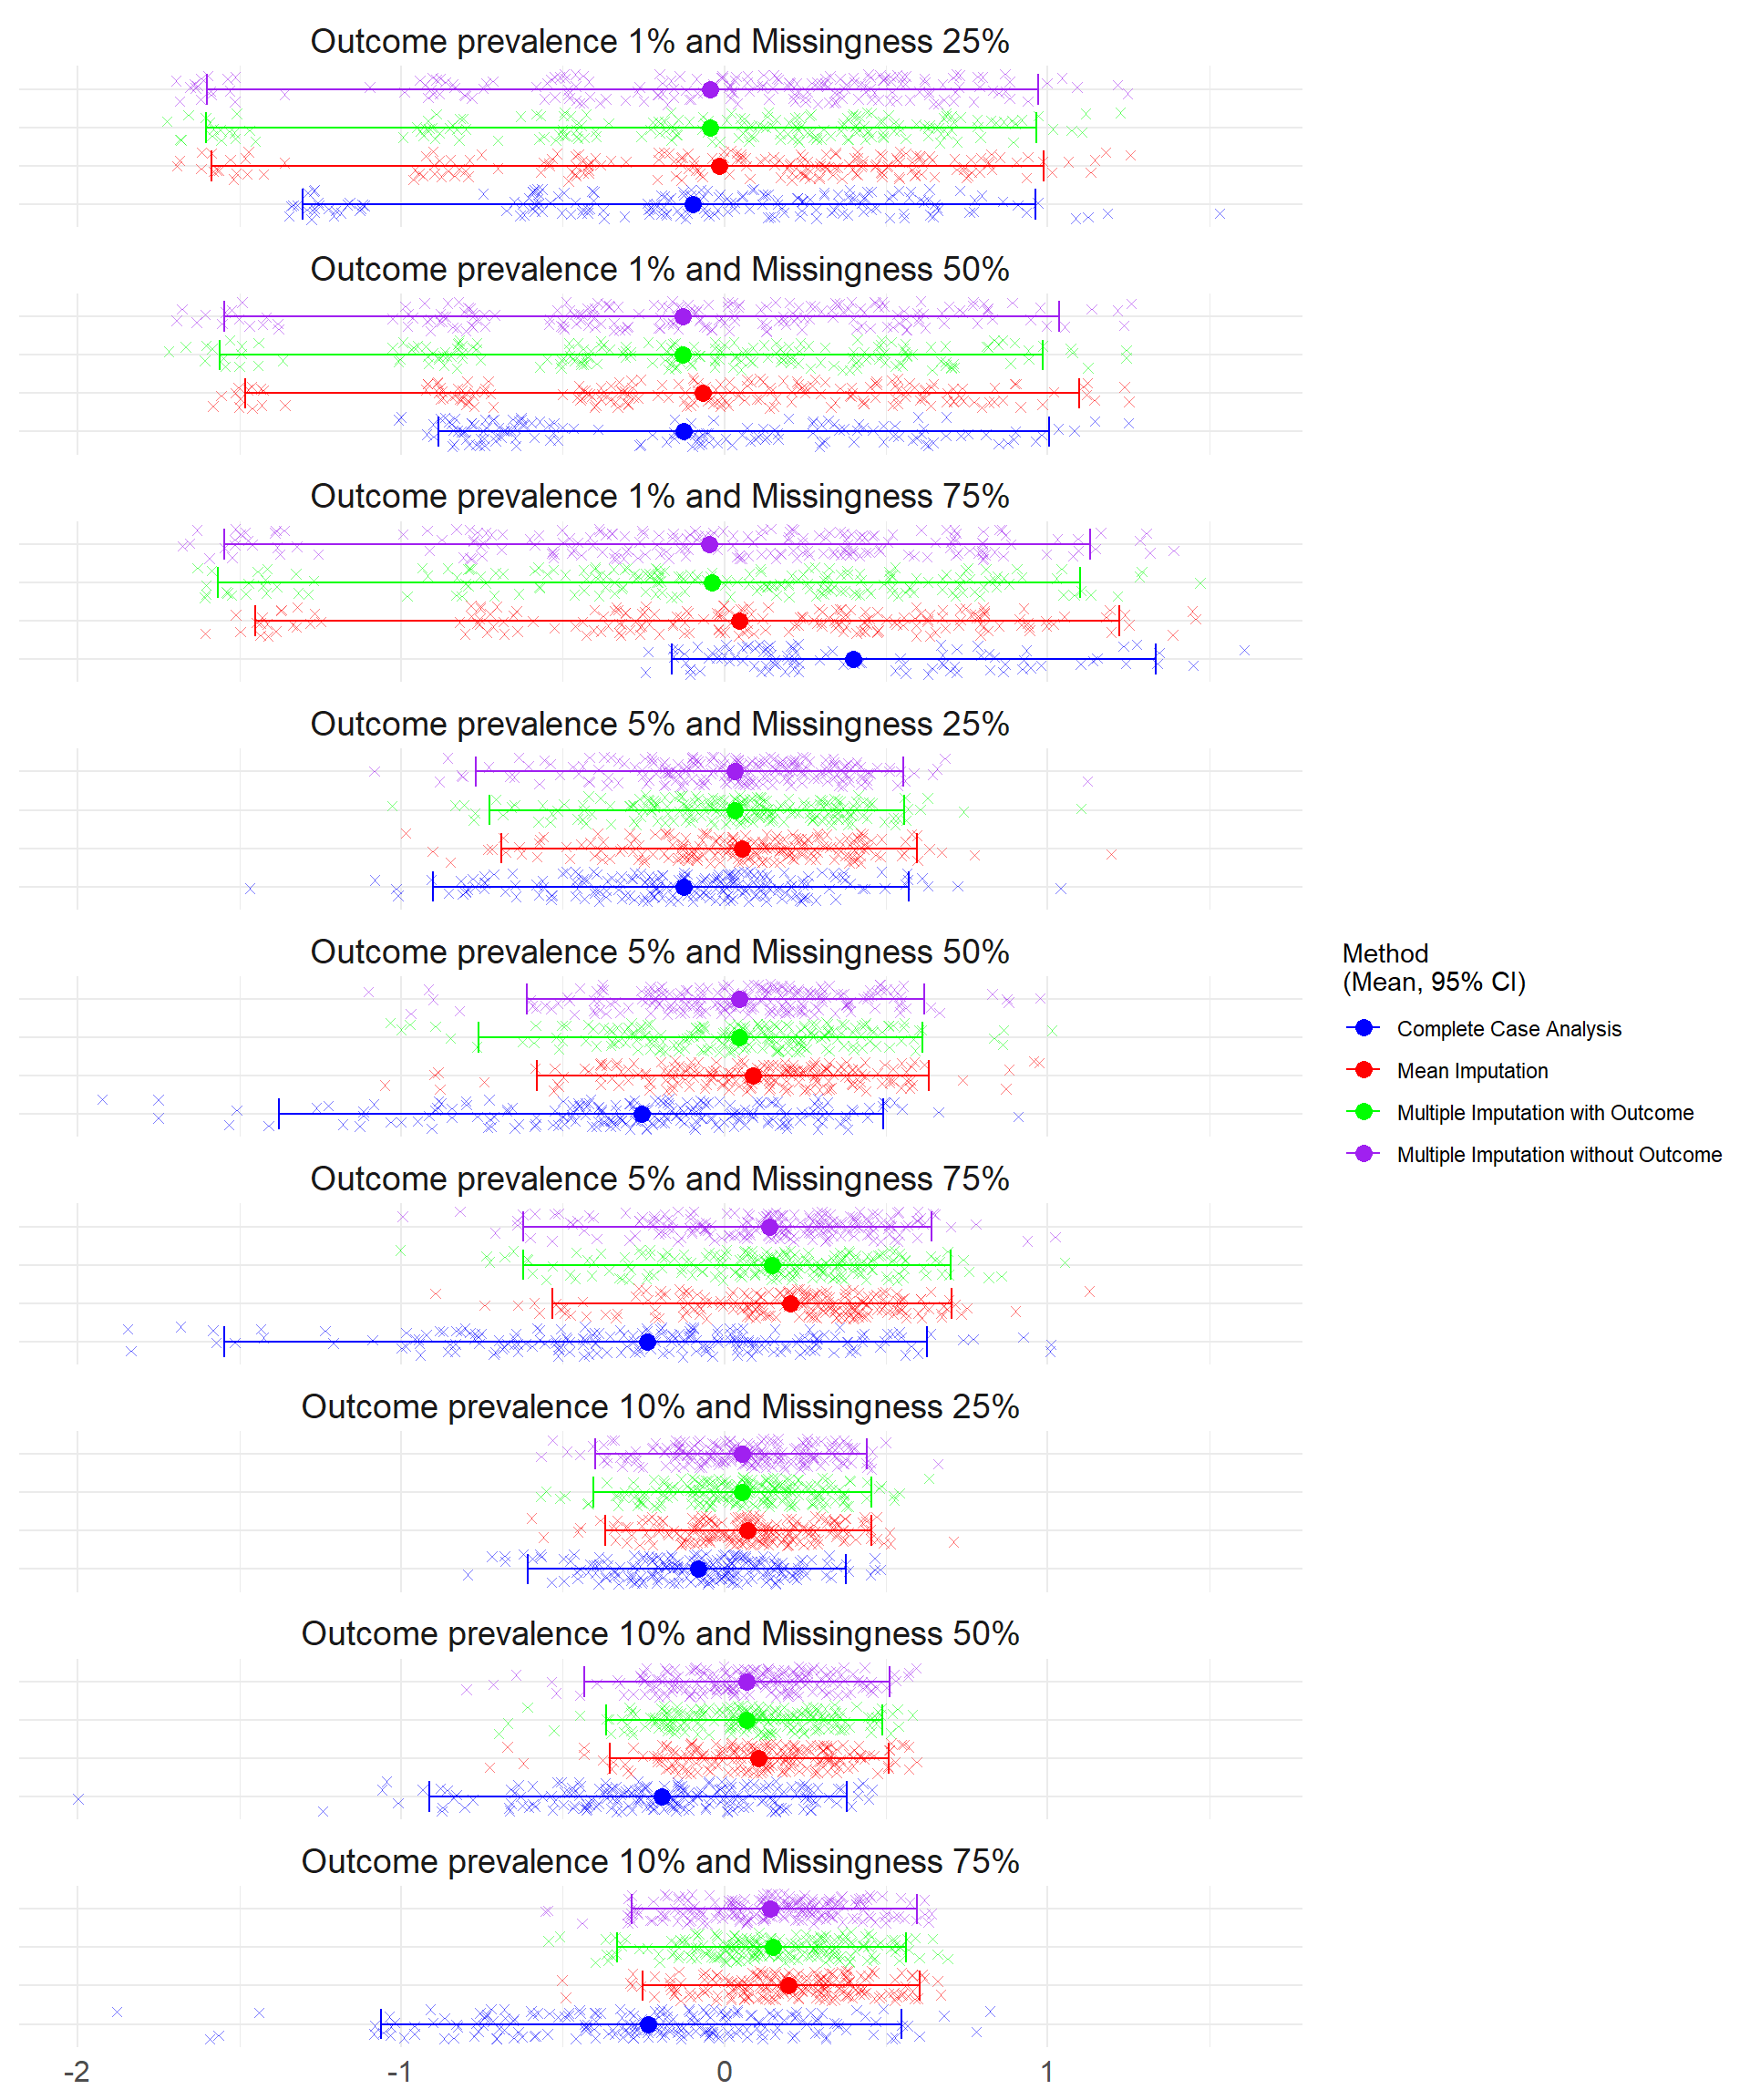 Outcome prevalence 1% and Missingness 25%
Outcome prevalence 1% and Missingness 50%
Outcome prevalence 1% and Missingness 75%
Outcome prevalence 5% and Missingness 25%
Outcome prevalence 5% and Missingness 50%
Outcome prevalence 5% and Missingness 75%
Outcome prevalence 10% and Missingness 25%
Outcome prevalence 10% and Missingness 50%
Outcome prevalence 10% and Missingness 75%
-2 -1 0 1
Method
(Mean, 95% CI)
Complete Case Analysis
Mean Imputation
Multiple Imputation with Outcome
Multiple Imputation without Outcome